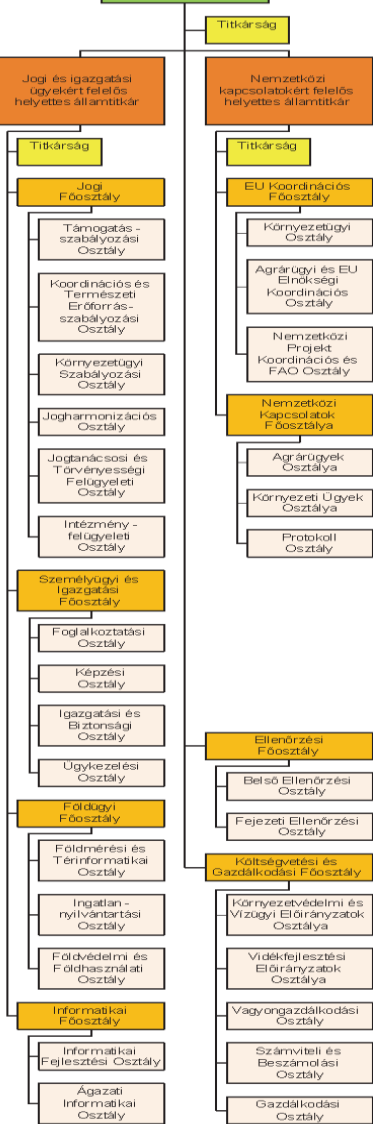 Titkárság
Jogi és igazgatási
ügyekért felelős
helyettes államtitkár
Titkárság
Jogi
Főosztály
Támogatás -
szabályozási
Osztály
Koordinációs és
Természeti
Erőforrás-
szabályozási
Osztály
Környezetügyi
Szabályozási
Osztály
Jogharmonizációs
Osztály
Jogtanácsosi és
Törvényességi
Felügyeleti
Osztály
Intézmény -
felügyeleti
Osztály
Személyügyi és
Igazgatási
Főosztály
Foglalkoztatási
Osztály
Képzési
Osztály
Igazgatási és
Biztonsági
Osztály
Ügykezelési
Osztály
Földügyi
Főosztály
Földmérési és
Térinformatikai
Osztály
Ingatlan -
nyilvántartási
Osztály
Földvédelmi és
Földhasználati
Osztály
Informatikai
Főosztály
Informatikai
Fejlesztési Osztály
Ágazati
Informatikai
Osztály
Nemzetközi
kapcsolatokért felelős
helyettes államtitkár
Titkárság
EU Koordinációs
Főosztály
Környezetügyi
Osztály
Agrárügyi és EU
Elnökségi
Koordinációs
Osztály
Nemzetközi
Projekt
Koordinációs és
FAO Osztály
Nemzetközi
Kapcsolatok
Főosztálya
Agrárügyek
Osztálya
Környezeti Ügyek
Osztálya
Protokoll
Osztály
Ellenőrzési
Főosztály
Belső Ellenőrzési
Osztály
Fejezeti Ellenőrzési
Osztály
Költségvetési és
Gazdálkodási Főosztály
Környezetvédelmi és
Vízügyi Előirányzatok
Osztálya
Vidékfejlesztési
Előirányzatok
Osztálya
Vagyongazdálkodási
Osztály
Számviteli és
Beszámolási
Osztály
Gazdálkodási
Osztály